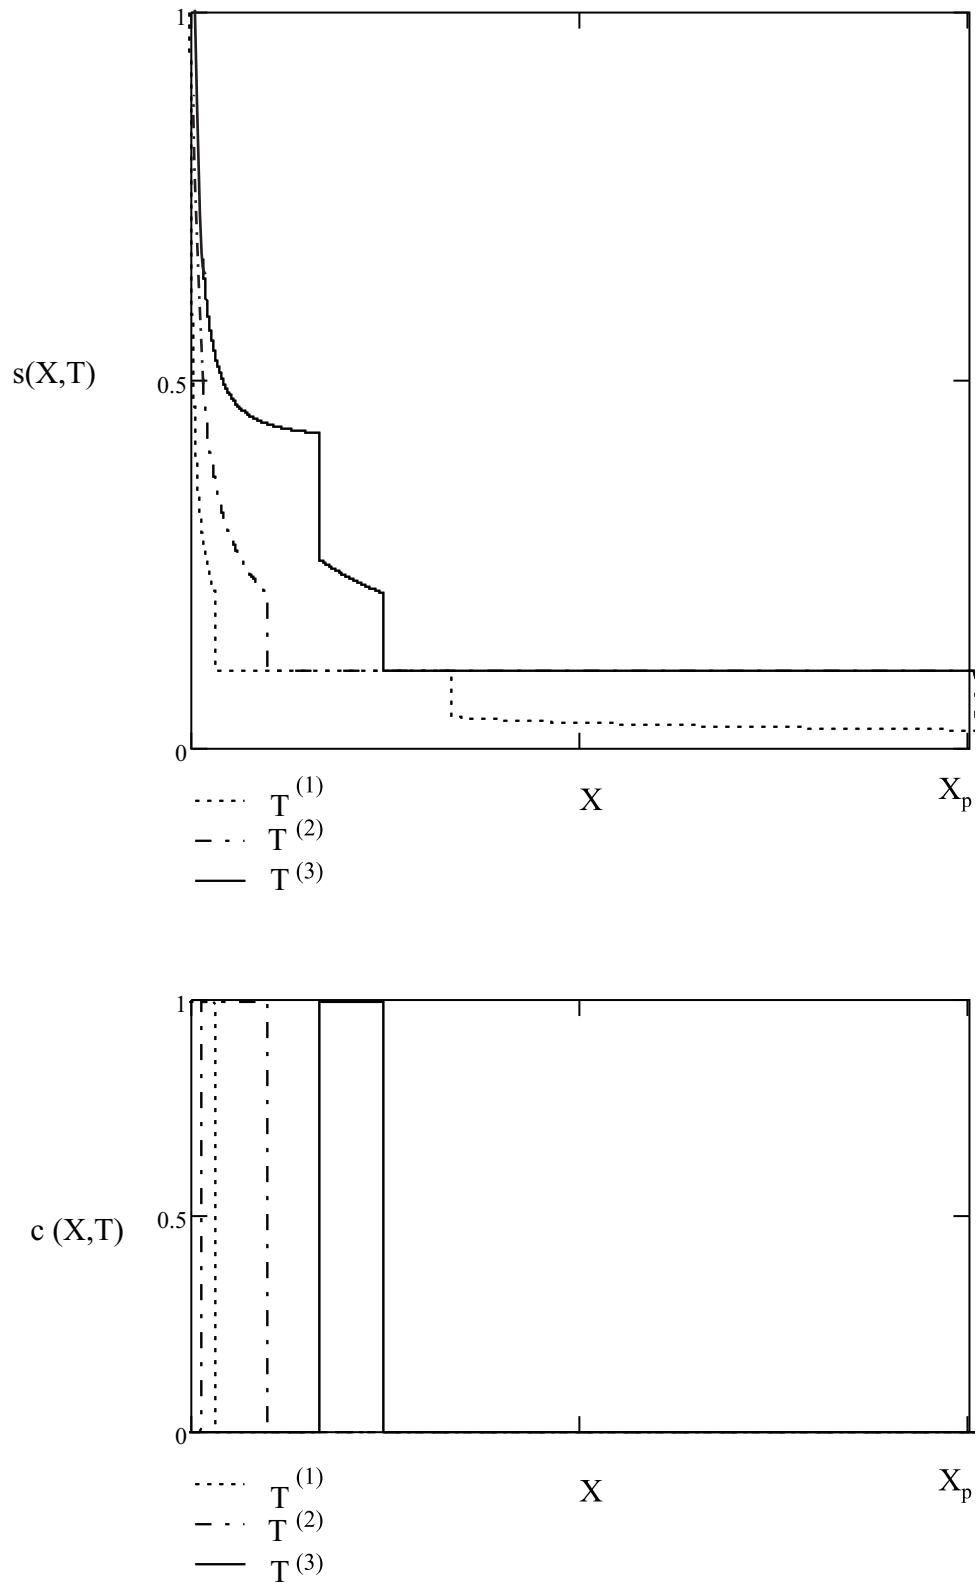 1
s(X,T)
0.5
0
X
X_p
T^(1)
T^(2)
T^(3)
1
c (X,T)
0.5
0
X
X_p
T^(1)
T^(2)
T^(3)